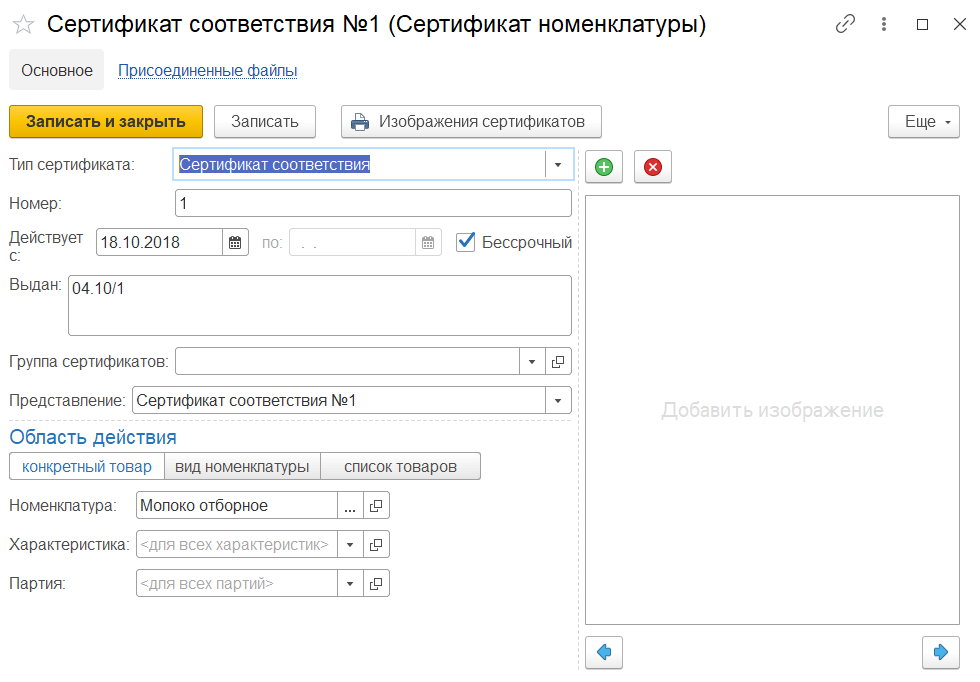 Сертификат соответствия №1 (Сертификат номенклатуры)
Основное Присоединенные файлы
Записать и закрыть Записать Изображения сертификатов Еще
Тип сертификата: Сертификат соответствия
Номер: 1
Действует с: 18.10.2018 по: . . Бессрочный
Выдан: 04.10/1
Группа сертификатов:
Представление: Сертификат соответствия №1
Добавить изображение
Область действия
конкретный товар вид номенклатуры список товаров
Номенклатура: Молоко отборное ...
Характеристика: <для всех характеристик>
Партия: <для всех партий>